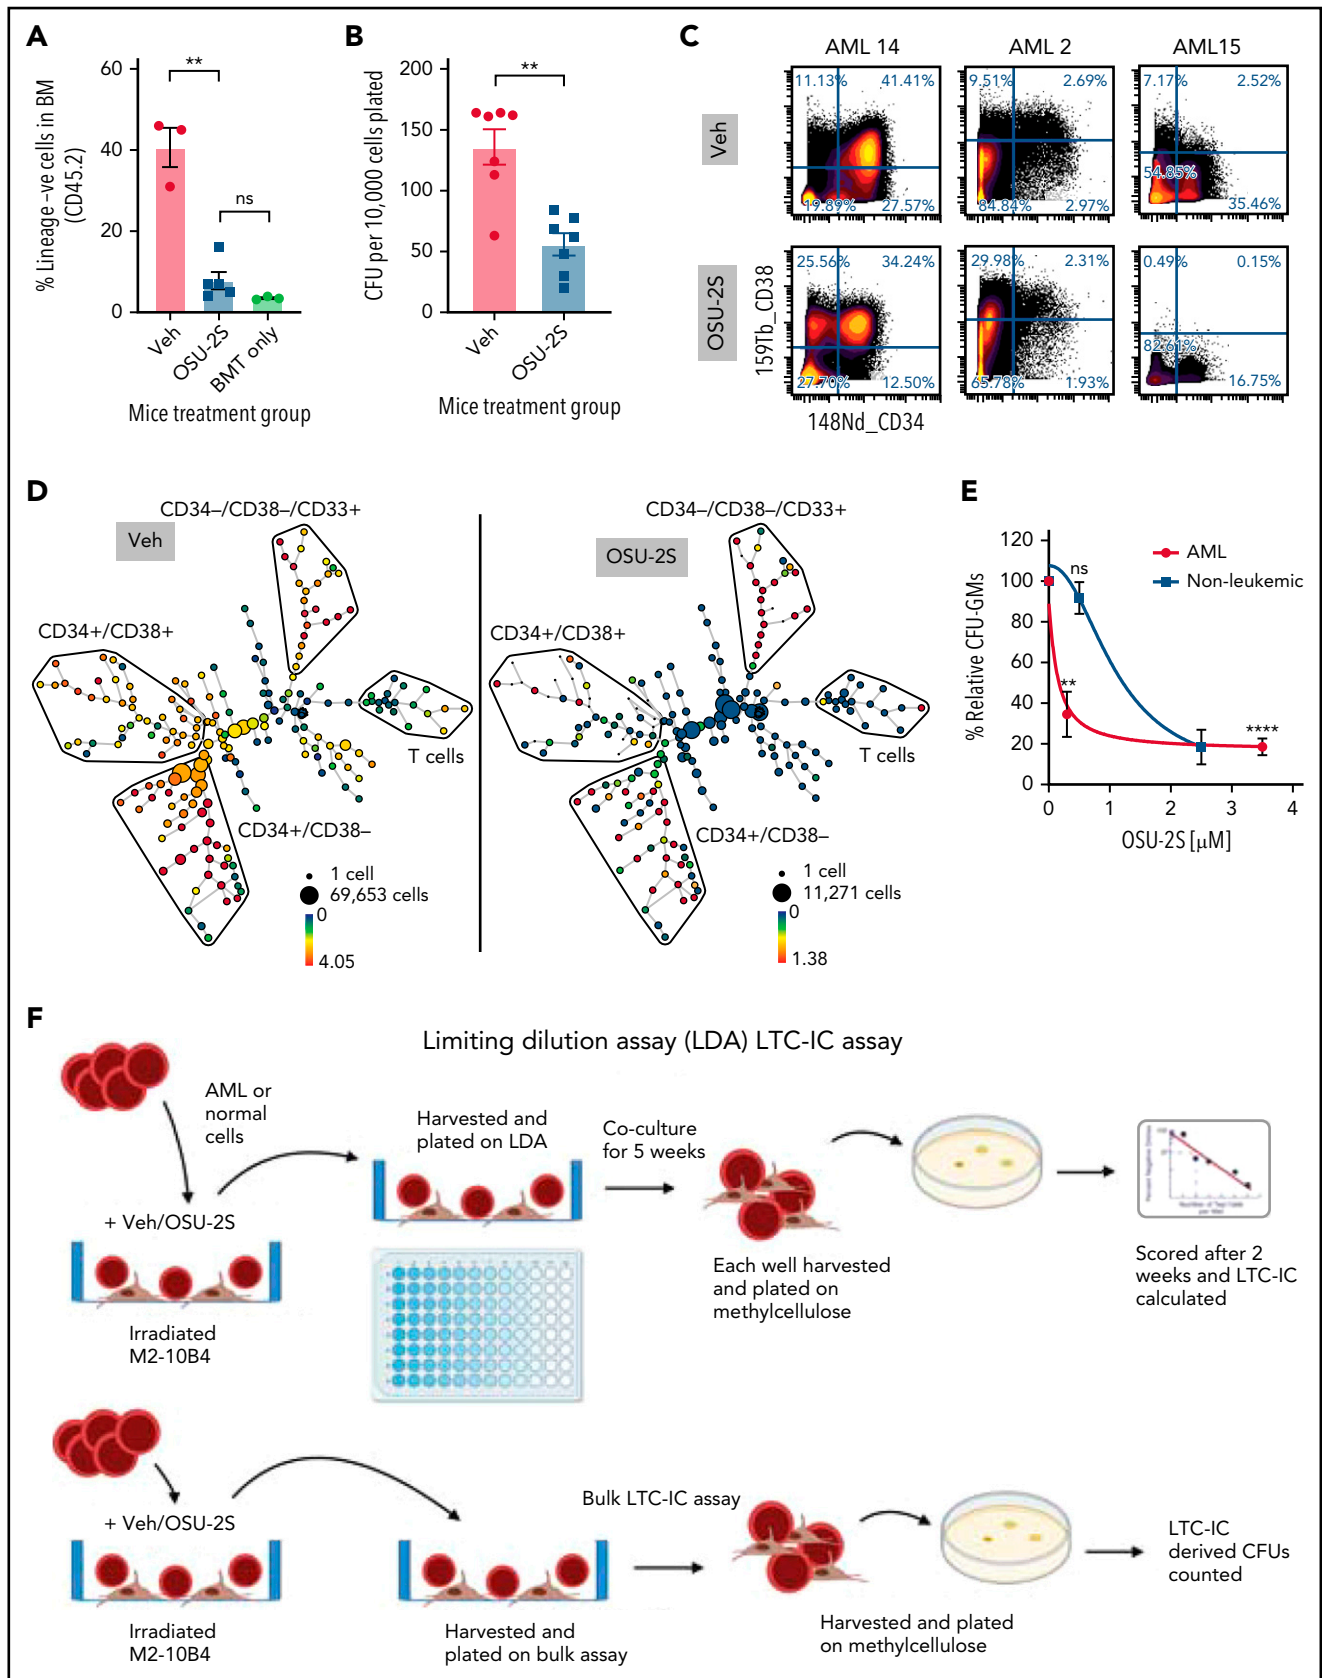 A
% Lineage -ve cells in BM
(CD45.2)
60
40
20
0
**
ns
Veh
OSU-2S
BMT only
Mice treatment group
B
CFU per 10,000 cells plated
200
150
100
50
0
**
Veh
OSU-2S
Mice treatment group
C
AML 14
AML 2
AML15
Veh
11.13%
41.41%
19.89%
27.57%
9.51%
2.69%
84.84%
2.97%
7.17%
2.52%
54.85%
35.46%
OSU-2S
159Tb_CD38
25.56%
34.24%
27.70%
12.50%
29.98%
2.31%
65.78%
1.93%
0.49%
0.15%
82.61%
16.75%
148Nd_CD34
D
Veh
CD34–/CD38–/CD33+
CD34+/CD38+
T cells
CD34+/CD38–
1 cell
69,653 cells
0
4.05
OSU-2S
CD34–/CD38–/CD33+
CD34+/CD38+
T cells
CD34+/CD38–
1 cell
11,271 cells
0
1.38
E
% Relative CFU-GMs
120
100
80
60
40
20
0
ns
**
****
AML
Non-leukemic
0
1
2
3
4
OSU-2S [μM]
F
Limiting dilution assay (LDA) LTC-IC assay
AML or
normal
cells
+ Veh/OSU-2S
Irradiated
M2-10B4
Harvested and
plated on LDA
Co-culture
for 5 weeks
Each well harvested
and plated on
methylcellulose
Scored after 2
weeks and LTC-IC
calculated
+ Veh/OSU-2S
Irradiated
M2-10B4
Harvested and
plated on bulk assay
Bulk LTC-IC assay
Harvested and plated
on methylcellulose
LTC-IC
derived CFUs
counted